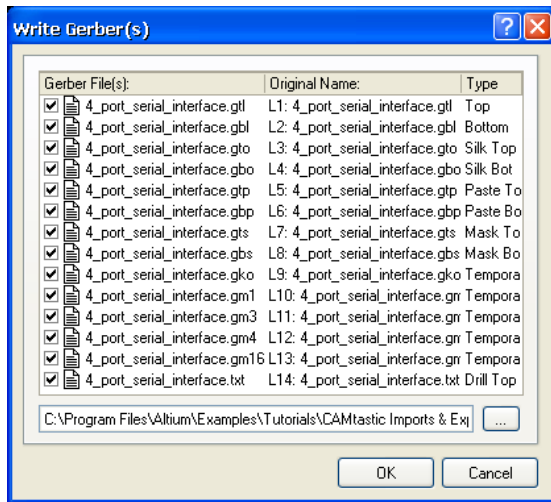 Write Gerber(s)
Gerber File(s): Original Name: Type
4_port_serial_interface.gtl L1: 4_port_serial_interface.gtl Top
4_port_serial_interface.gbl L2: 4_port_serial_interface.gbl Bottom
4_port_serial_interface.gto L3: 4_port_serial_interface.gto Silk Top
4_port_serial_interface.gbo L4: 4_port_serial_interface.gbo Silk Bot
4_port_serial_interface.gtp L5: 4_port_serial_interface.gtp Paste To
4_port_serial_interface.gbp L6: 4_port_serial_interface.gbp Paste Bo
4_port_serial_interface.gts L7: 4_port_serial_interface.gts Mask To
4_port_serial_interface.gbs L8: 4_port_serial_interface.gbs Mask Bo
4_port_serial_interface.gko L9: 4_port_serial_interface.gko Tempora
4_port_serial_interface.gm1 L10: 4_port_serial_interface.gm Tempora
4_port_serial_interface.gm3 L11: 4_port_serial_interface.gm Tempora
4_port_serial_interface.gm4 L12: 4_port_serial_interface.gm Tempora
4_port_serial_interface.gm16 L13: 4_port_serial_interface.gm Tempora
4_port_serial_interface.txt L14: 4_port_serial_interface.txt Drill Top
C:\Program Files\Altium\Examples\Tutorials\CAMtastic Imports & Exp
...
OK Cancel